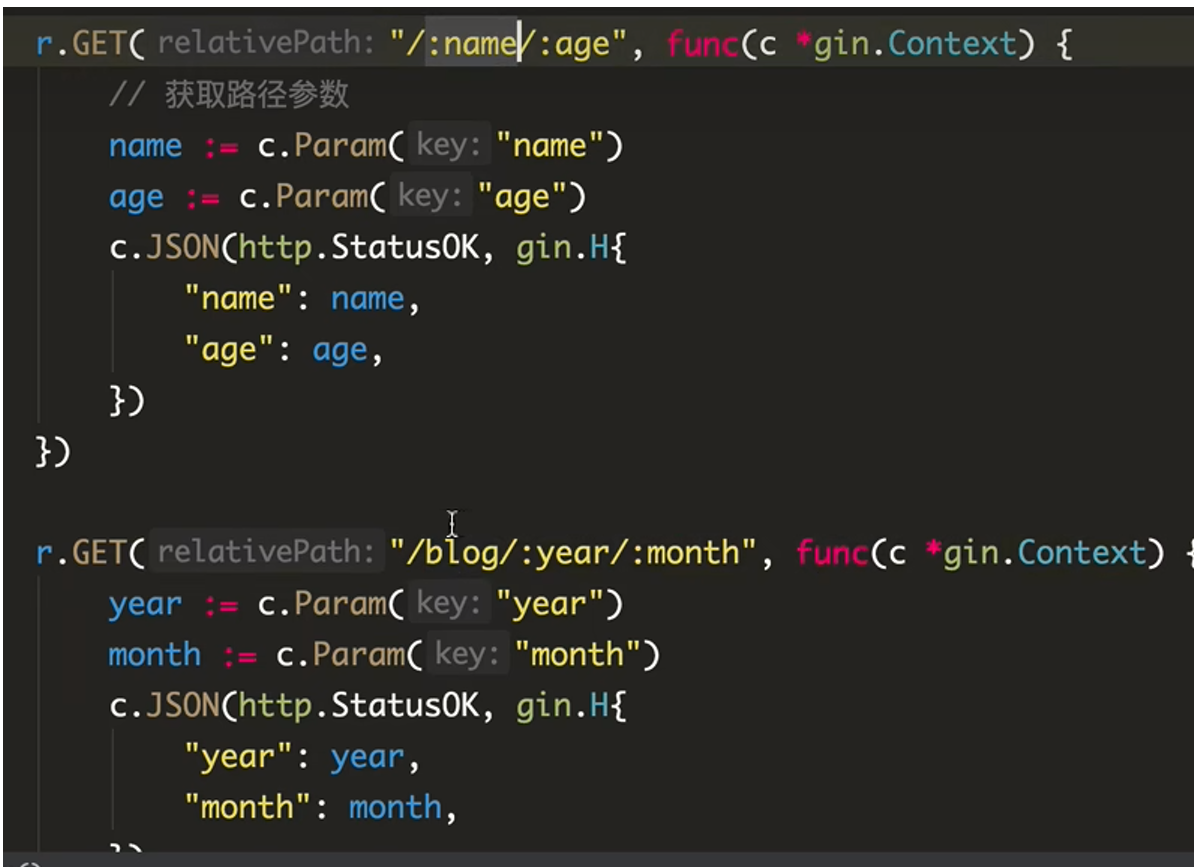 r.GET( relativePath: "/:name/:age", func(c *gin.Context) {
// 获取路径参数
name := c.Param( key: "name")
age := c.Param( key: "age")
c.JSON(http.StatusOK, gin.H{
"name": name,
"age": age,
})
})
r.GET( relativePath: "/blog/:year/:month", func(c *gin.Context) {
year := c.Param( key: "year")
month := c.Param( key: "month")
c.JSON(http.StatusOK, gin.H{
"year": year,
"month": month,
})